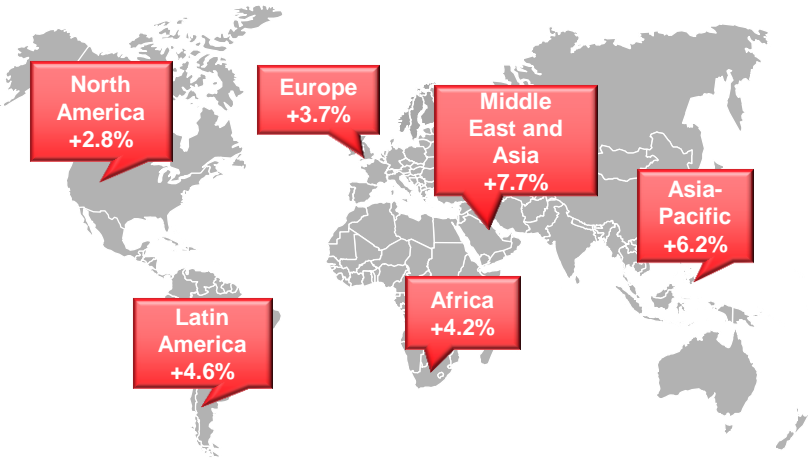 North
America
+2.8%
Europe
+3.7%
Middle
East and
Asia
+7.7%
Asia-
Pacific
+6.2%
Africa
+4.2%
Latin
America
+4.6%